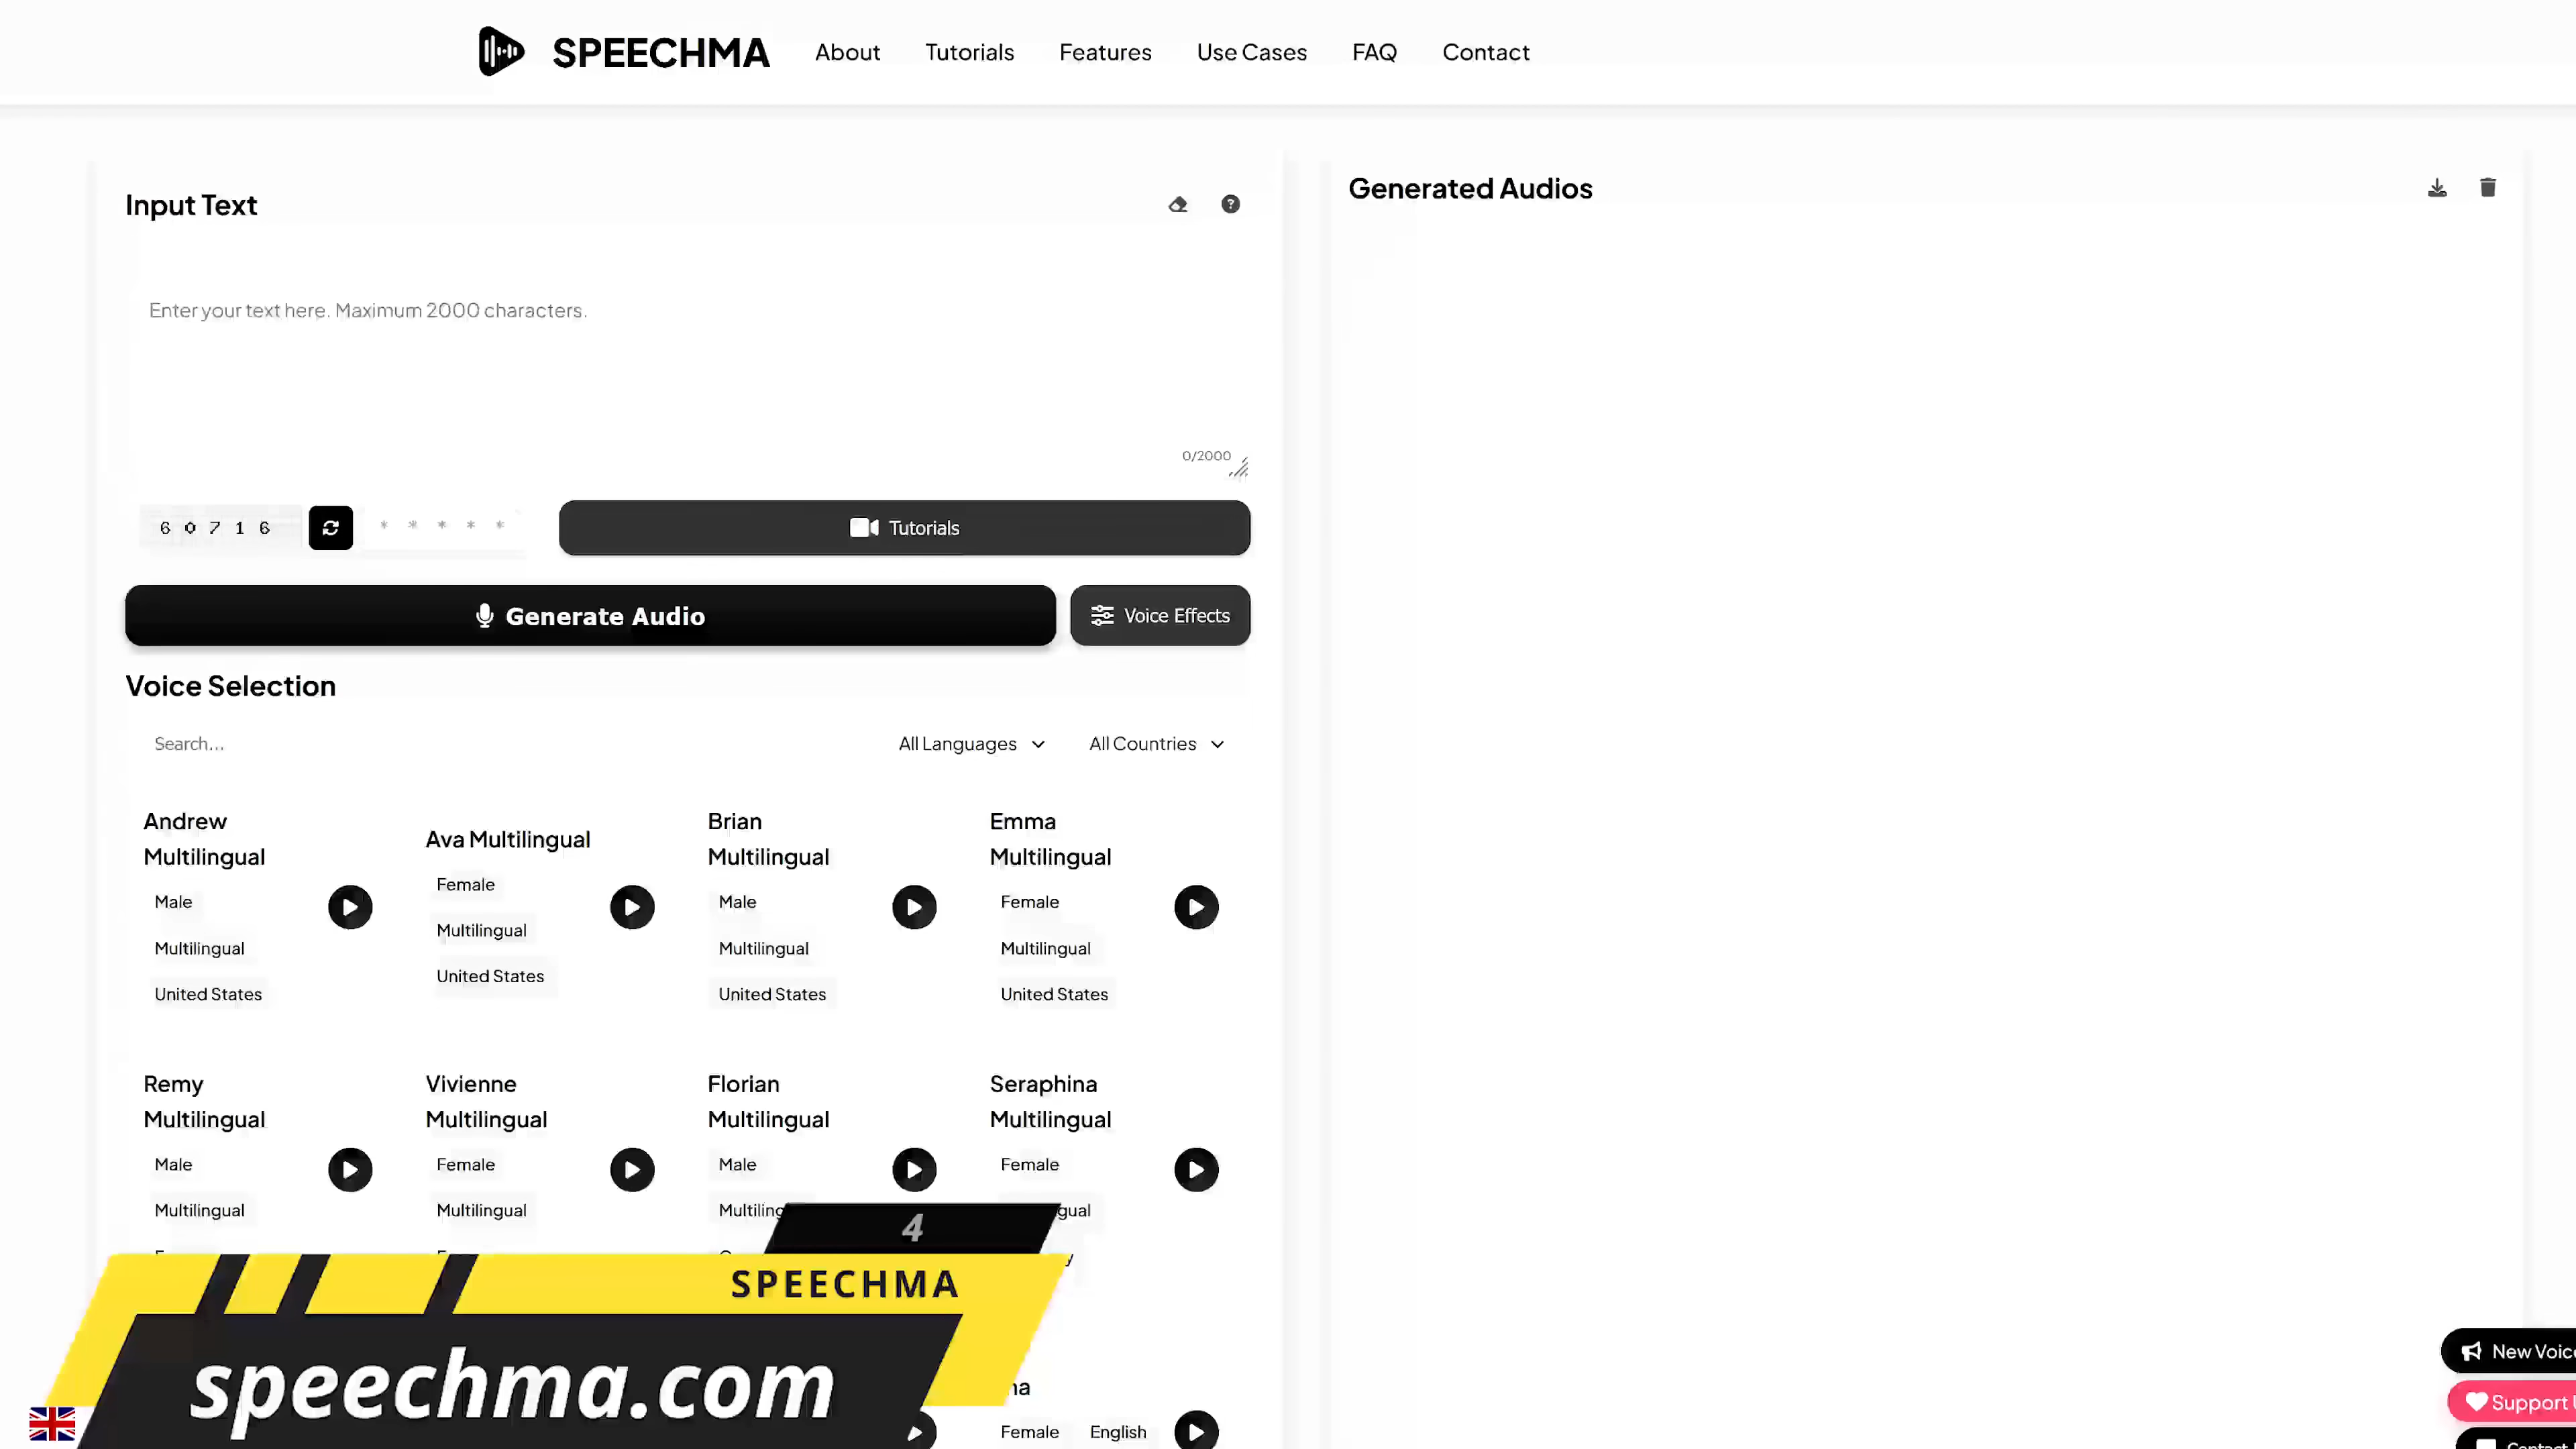 SPEECHMA
About
Tutorials
Features
Use Cases
FAQ
Contact
Input Text
Enter your text here. Maximum 2000 characters.
0/2000
6 0 7 1 6
* * * * *
Tutorials
Generate Audio
Voice Effects
Voice Selection
Search...
All Languages
All Countries
Andrew
Multilingual
Male
Multilingual
United States
Ava Multilingual
Female
Multilingual
United States
Brian
Multilingual
Male
Multilingual
United States
Emma
Multilingual
Female
Multilingual
United States
Remy
Multilingual
Male
Multilingual
Vivienne
Multilingual
Female
Multilingual
Florian
Multilingual
Male
Seraphina
Multilingual
Female
Female
English
Generated Audios
4
SPEECHMA
speechma.com
New
Support